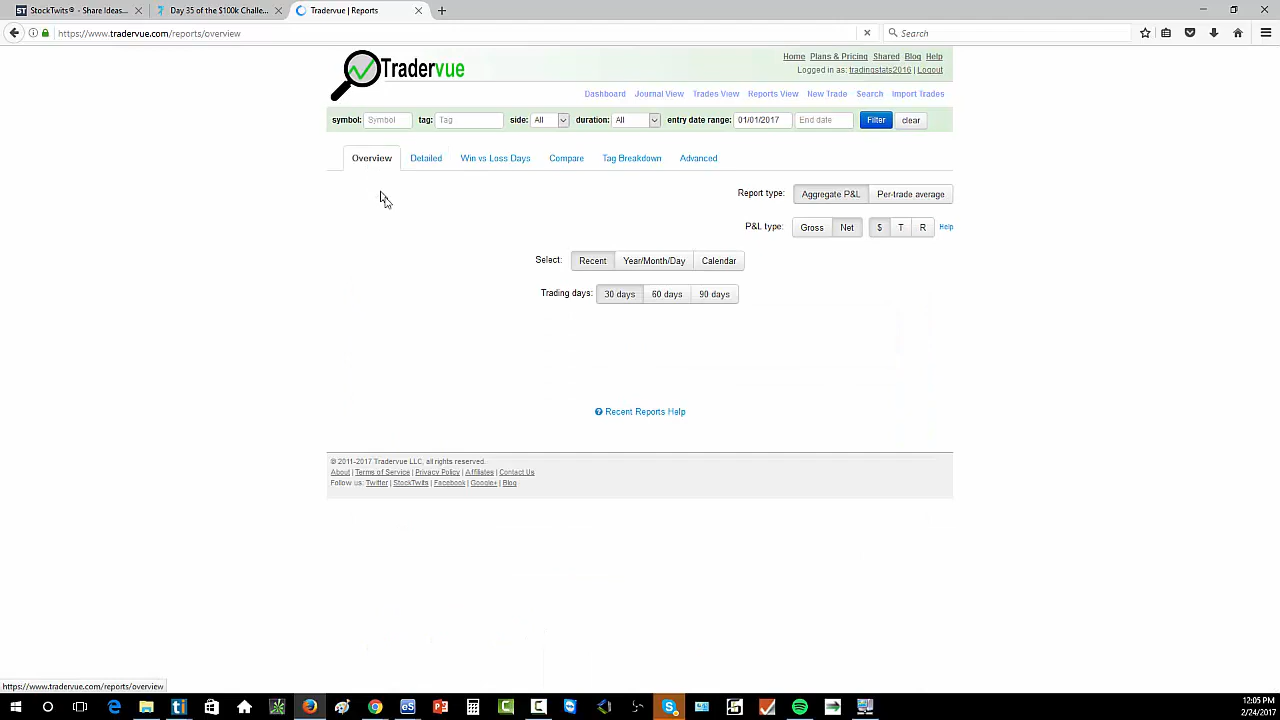 StockTwits® - Share Ideas...
Day 35 of the $100k Challe...
Tradervue | Reports
https://www.tradervue.com/reports/overview
Search
Tradervue
Home Plans & Pricing Shared Blog Help
Logged in as: tradingstats2016 | Logout
Dashboard Journal View Trades View Reports View New Trade Search Import Trades
symbol: Symbol tag: Tag side: All duration: All entry date range: 01/01/2017 End date Filter clear
Overview Detailed Win vs Loss Days Compare Tag Breakdown Advanced
Report type: Aggregate P&L Per-trade average
P&L type: Gross Net $ T R Help
Select: Recent Year/Month/Day Calendar
Trading days: 30 days 60 days 90 days
Recent Reports Help
© 2011-2017 Tradervue LLC, all rights reserved.
About | Terms of Service | Privacy Policy | Affiliates | Contact Us
Follow us: Twitter | StockTwits | Facebook | Google+ | Blog
https://www.tradervue.com/reports/overview
12:05 PM
2/24/2017